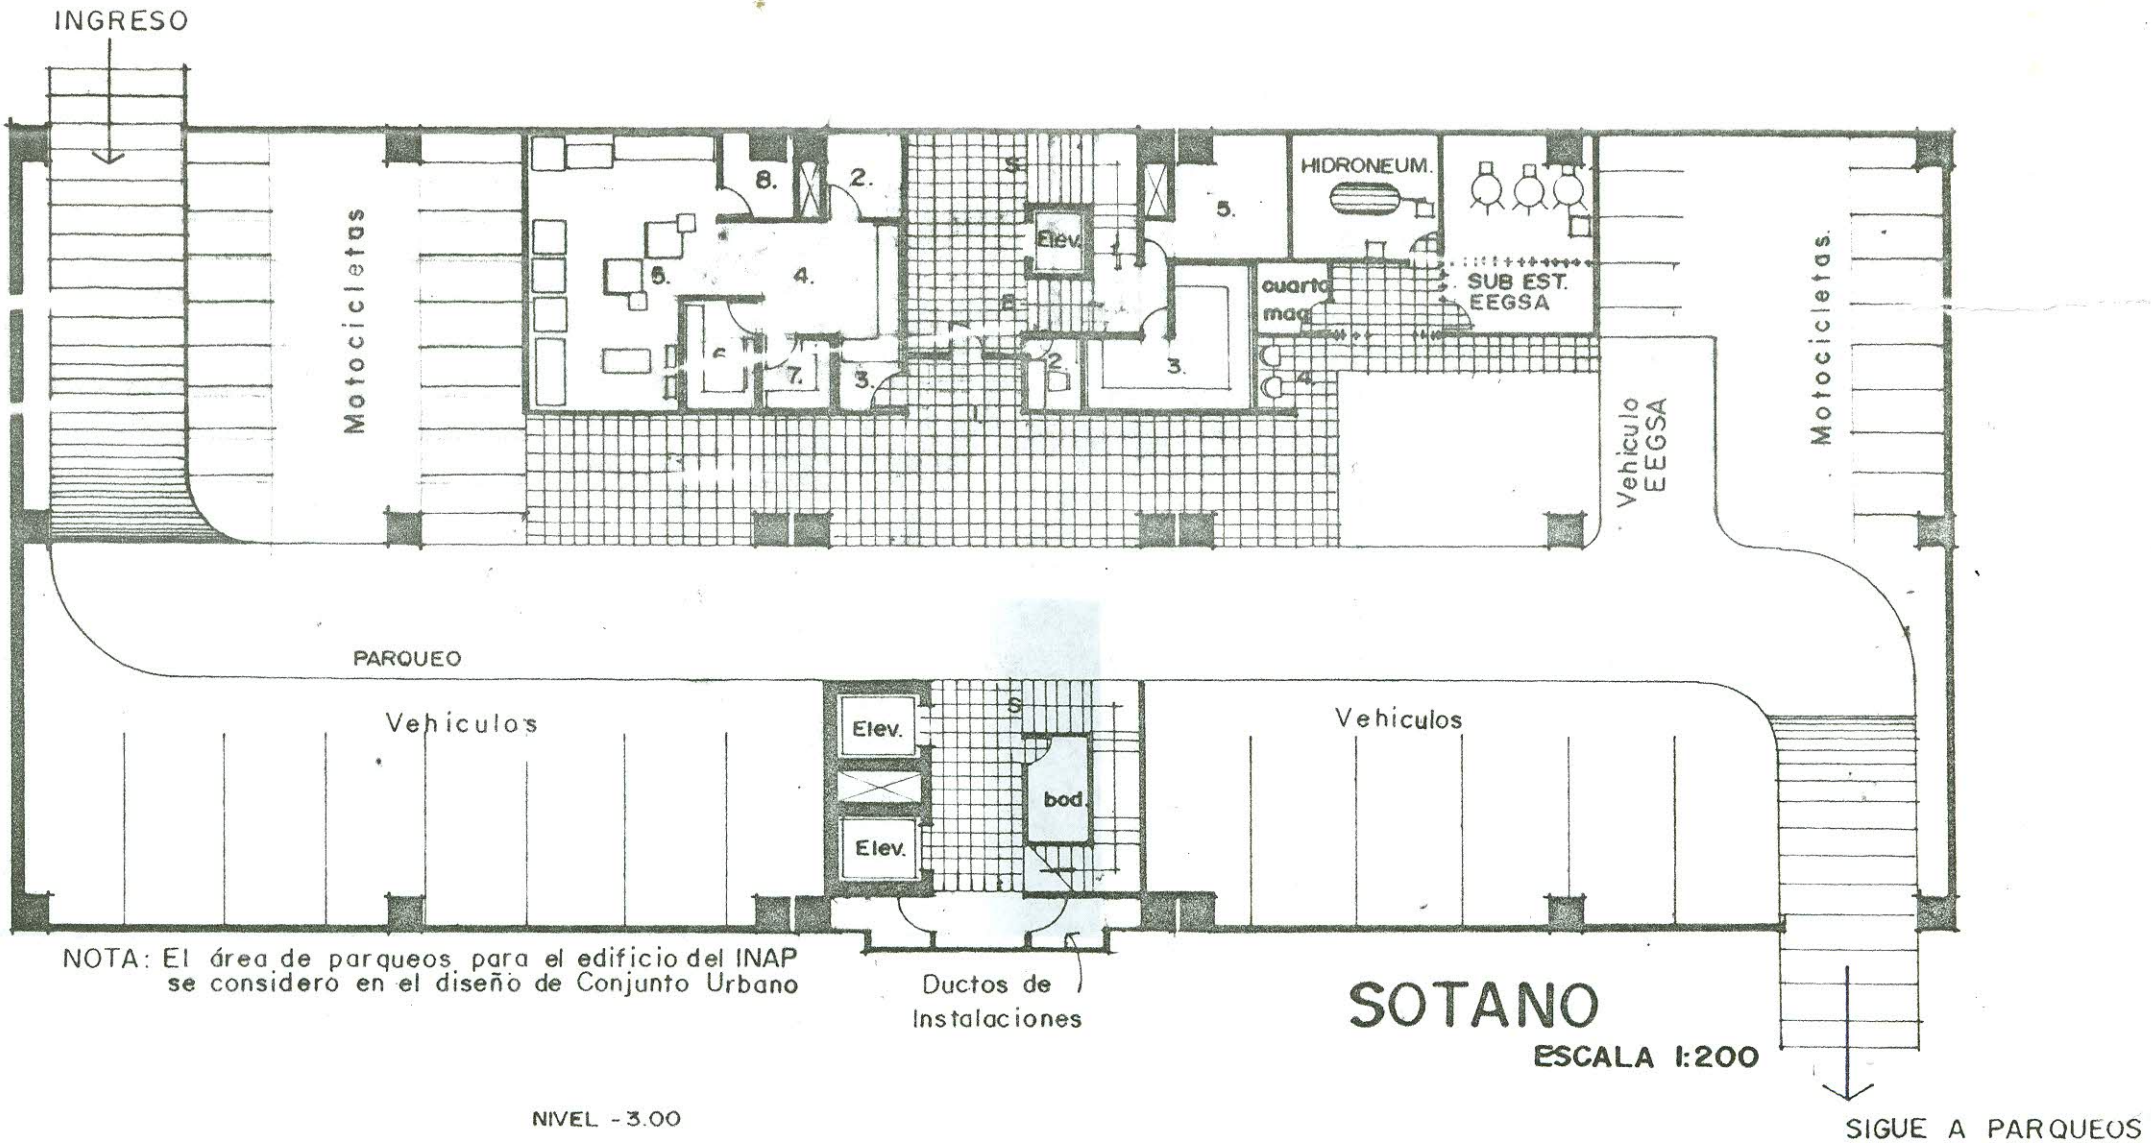 INGRESO
HIDRONEUM.
8.
2.
S
5.
Motocicletas
Elev.
Motocicletas.
5.
4.
SUB EST.
EEGSA
cuarto
maq.
6.
7.
3.
2.
3.
4.
Vehiculo
EEGSA
1.
PARQUEO
Vehiculos
Elev.
S
Vehiculos
bod.
Elev.
NOTA: El área de parqueos para el edificio del INAP
se consideró en el diseño de Conjunto Urbano
Ductos de
Instalaciones
SOTANO
ESCALA 1:200
NIVEL -3.00
SIGUE A PARQUEOS